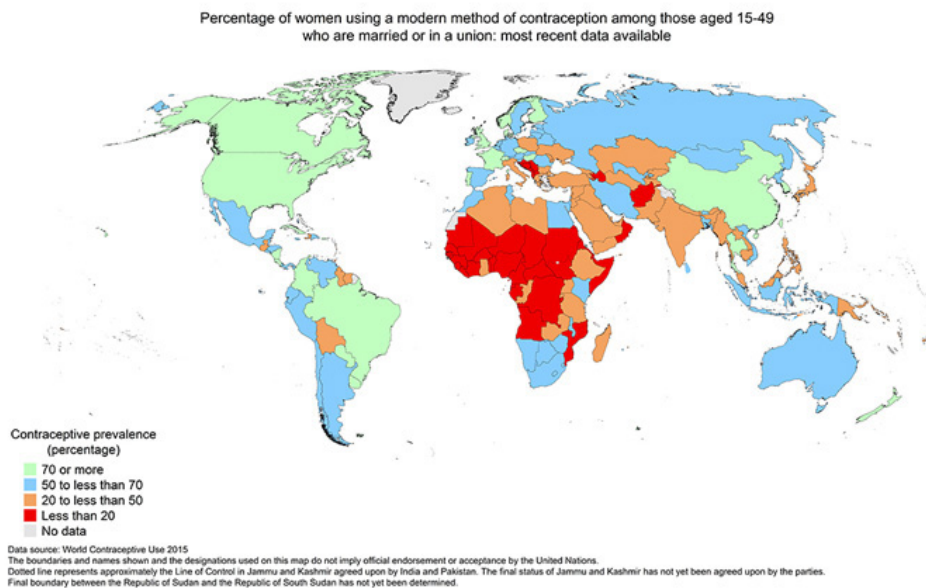 Percentage of women using a modern method of contraception among those aged 15-49
who are married or in a union: most recent data available
Contraceptive prevalence
(percentage)
70 or more
50 to less than 70
20 to less than 50
Less than 20
No data
Data source: World Contraceptive Use 2015
The boundaries and names shown and the designations used on this map do not imply official endorsement or acceptance by the United Nations.
Dotted line represents approximately the Line of Control in Jammu and Kashmir agreed upon by India and Pakistan. The final status of Jammu and Kashmir has not yet been agreed upon by the parties.
Final boundary between the Republic of Sudan and the Republic of South Sudan has not yet been determined.